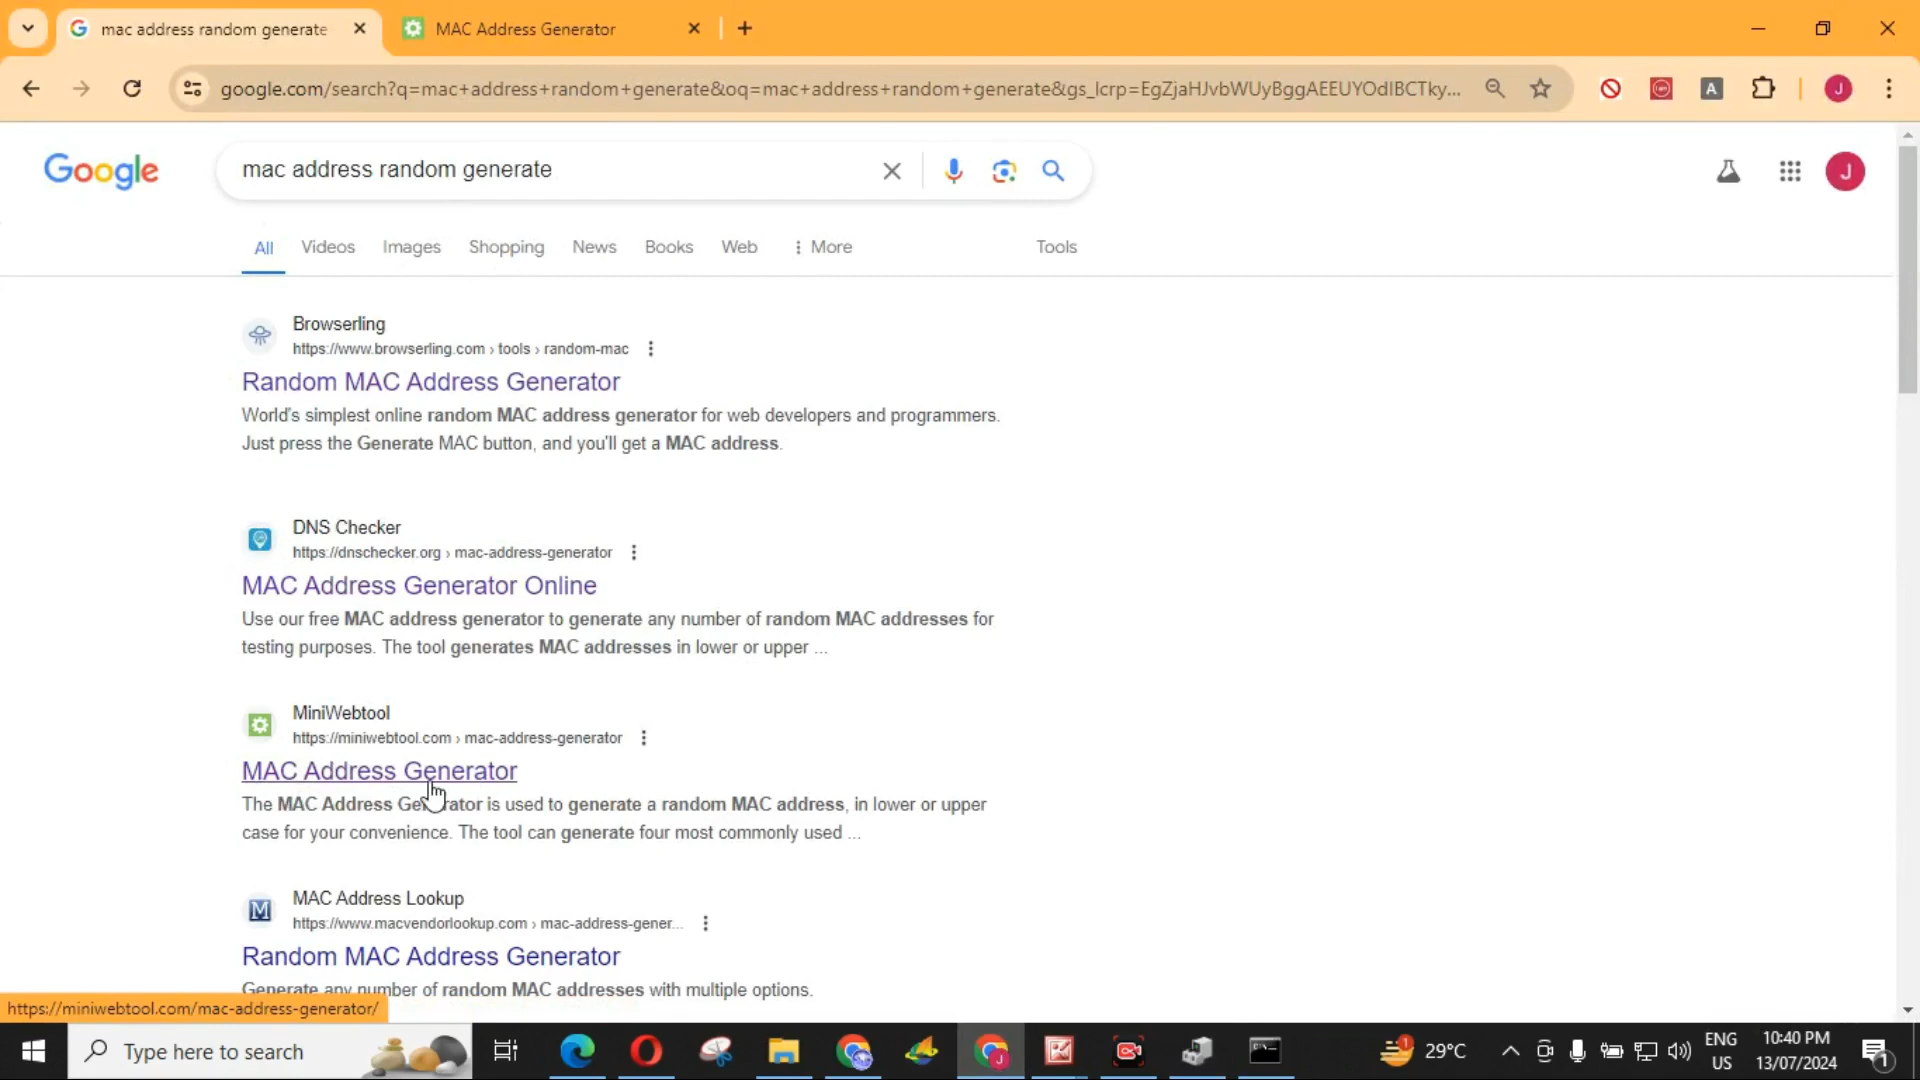 mac address random generate
MAC Address Generator
google.com/search?q=mac+address+random+generate&oq=mac+address+random+generate&gs_lcrp=EgZjaHJvbWUyBggAEEUYOdIBCTky...
A
J
Google
mac address random generate
J
All Videos Images Shopping News Books Web More Tools
Browserling
https://www.browserling.com › tools › random-mac
Random MAC Address Generator
World's simplest online random MAC address generator for web developers and programmers.
Just press the Generate MAC button, and you'll get a MAC address.
DNS Checker
https://dnschecker.org › mac-address-generator
MAC Address Generator Online
Use our free MAC address generator to generate any number of random MAC addresses for
testing purposes. The tool generates MAC addresses in lower or upper ...
MiniWebtool
https://miniwebtool.com › mac-address-generator
MAC Address Generator
The MAC Address Generator is used to generate a random MAC address, in lower or upper
case for your convenience. The tool can generate four most commonly used ...
M
MAC Address Lookup
https://www.macvendorlookup.com › mac-address-gener...
Random MAC Address Generator
Generate any number of random MAC addresses with multiple options.
https://miniwebtool.com/mac-address-generator/
Type here to search
J
1
29°C
ENG
US
10:40 PM
13/07/2024
1